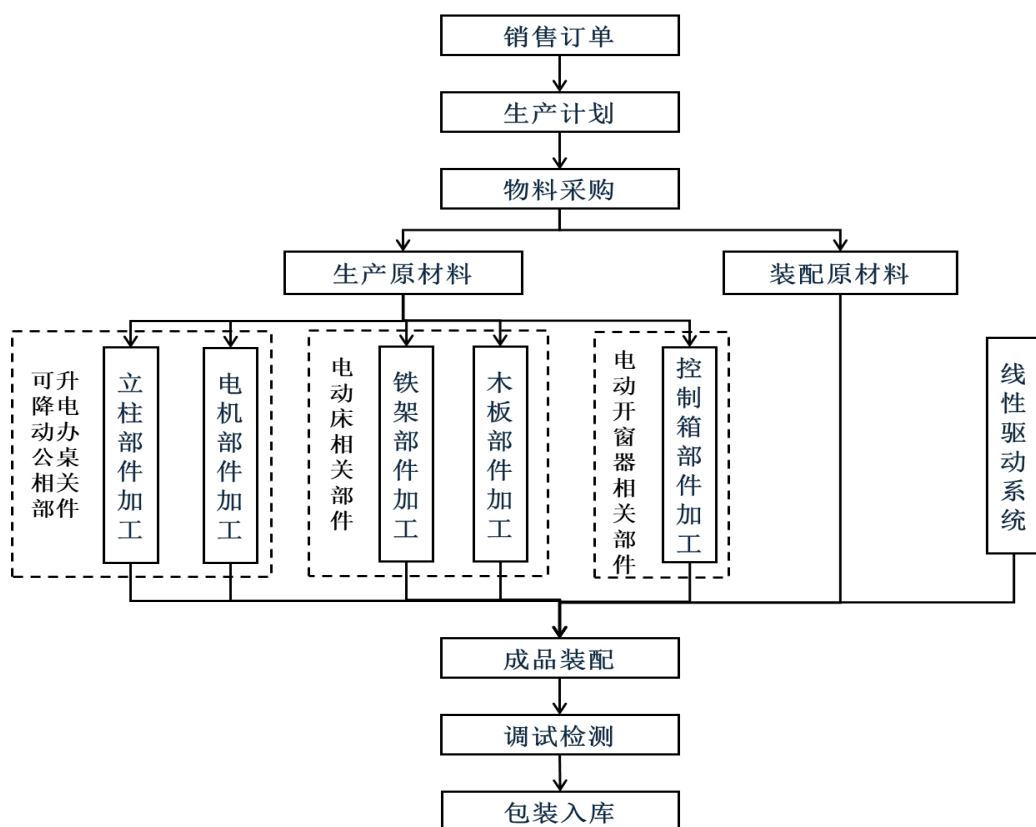 销售订单
生产计划
物料采购
生产原材料
装配原材料
可升
降电
动办
公桌
相关
部件
立柱部件加工
电机部件加工
电动床相关部件
铁架部件加工
木板部件加工
电动开窗器相关部件
控制箱部件加工
线性驱动系统
成品装配
调试检测
包装入库